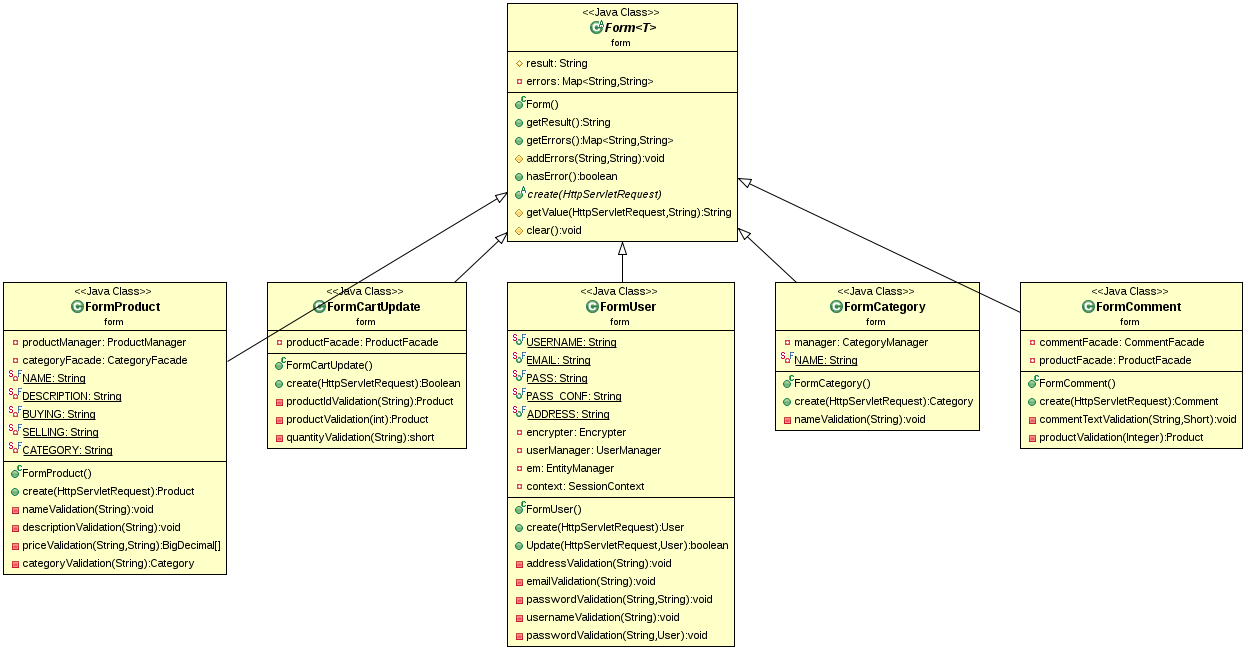 <<Java Class>>
Form<T>
form
result: String
errors: Map<String,String>
Form()
getResult():String
getErrors():Map<String,String>
addErrors(String,String):void
hasError():boolean
create(HttpServletRequest)
getValue(HttpServletRequest,String):String
clear():void
<<Java Class>>
FormProduct
form
productManager: ProductManager
categoryFacade: CategoryFacade
NAME: String
DESCRIPTION: String
BUYING: String
SELLING: String
CATEGORY: String
FormProduct()
create(HttpServletRequest):Product
nameValidation(String):void
descriptionValidation(String):void
priceValidation(String,String):BigDecimal[]
categoryValidation(String):Category
<<Java Class>>
FormCartUpdate
form
productFacade: ProductFacade
FormCartUpdate()
create(HttpServletRequest):Boolean
productIdValidation(String):Product
productValidation(int):Product
quantityValidation(String):short
<<Java Class>>
FormUser
form
USERNAME: String
EMAIL: String
PASS: String
PASS_CONF: String
ADDRESS: String
encrypter: Encrypter
userManager: UserManager
em: EntityManager
context: SessionContext
FormUser()
create(HttpServletRequest):User
Update(HttpServletRequest,User):boolean
addressValidation(String):void
emailValidation(String):void
passwordValidation(String,String):void
usernameValidation(String):void
passwordValidation(String,User):void
<<Java Class>>
FormCategory
form
manager: CategoryManager
NAME: String
FormCategory()
create(HttpServletRequest):Category
nameValidation(String):void
<<Java Class>>
FormComment
form
commentFacade: CommentFacade
productFacade: ProductFacade
FormComment()
create(HttpServletRequest):Comment
commentTextValidation(String,Short):void
productValidation(Integer):Product